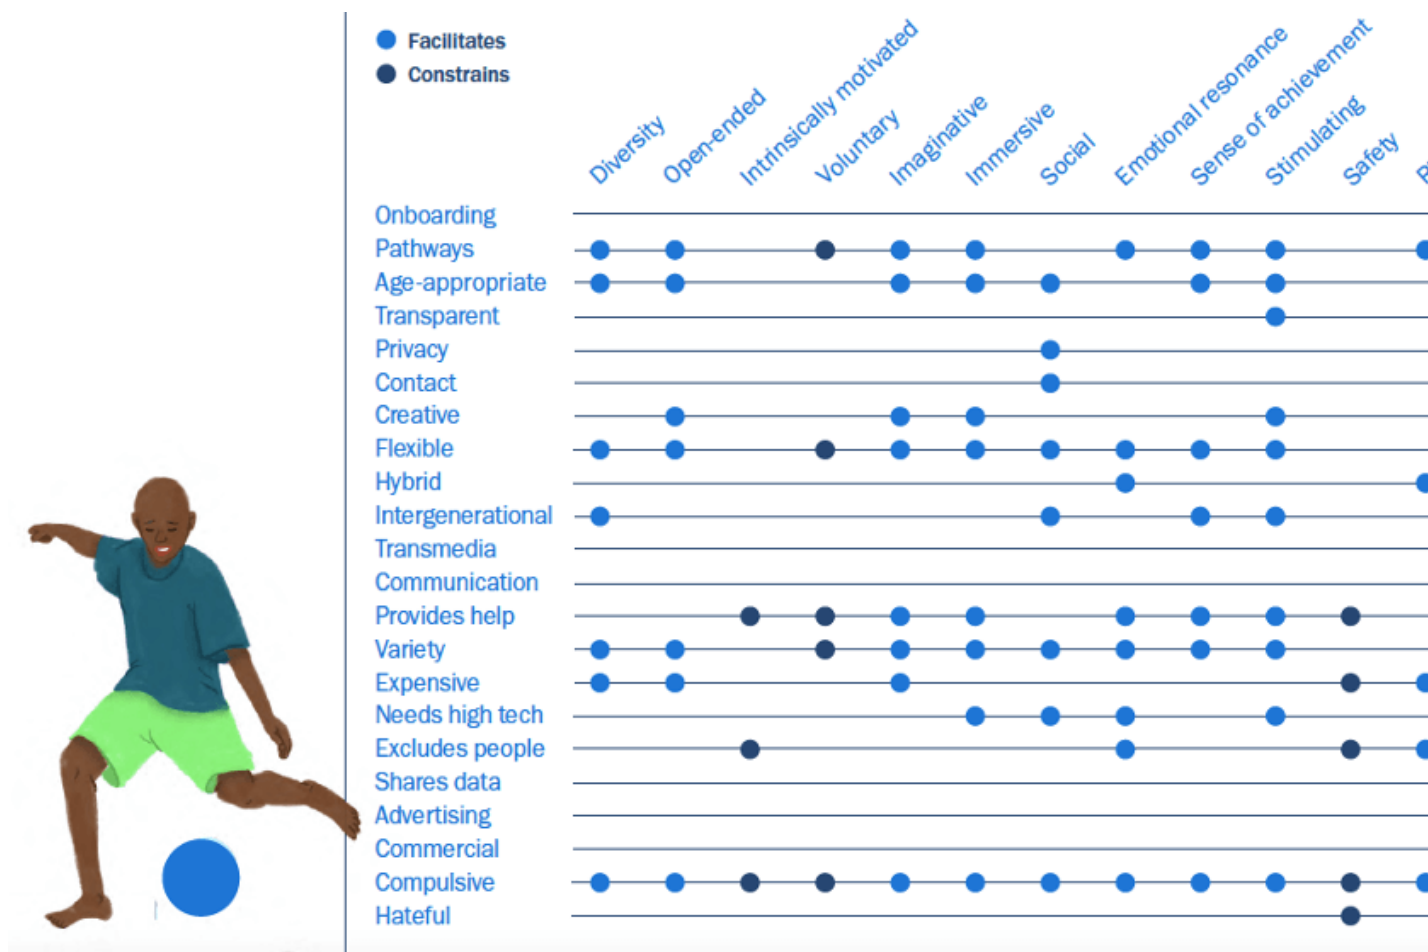 Facilitates
Constrains
Diversity
Open-ended
Intrinsically motivated
Voluntary
Imaginative
Immersive
Social
Emotional resonance
Sense of achievement
Stimulating
Safety
Onboarding
Pathways
Age-appropriate
Transparent
Privacy
Contact
Creative
Flexible
Hybrid
Intergenerational
Transmedia
Communication
Provides help
Variety
Expensive
Needs high tech
Excludes people
Shares data
Advertising
Commercial
Compulsive
Hateful